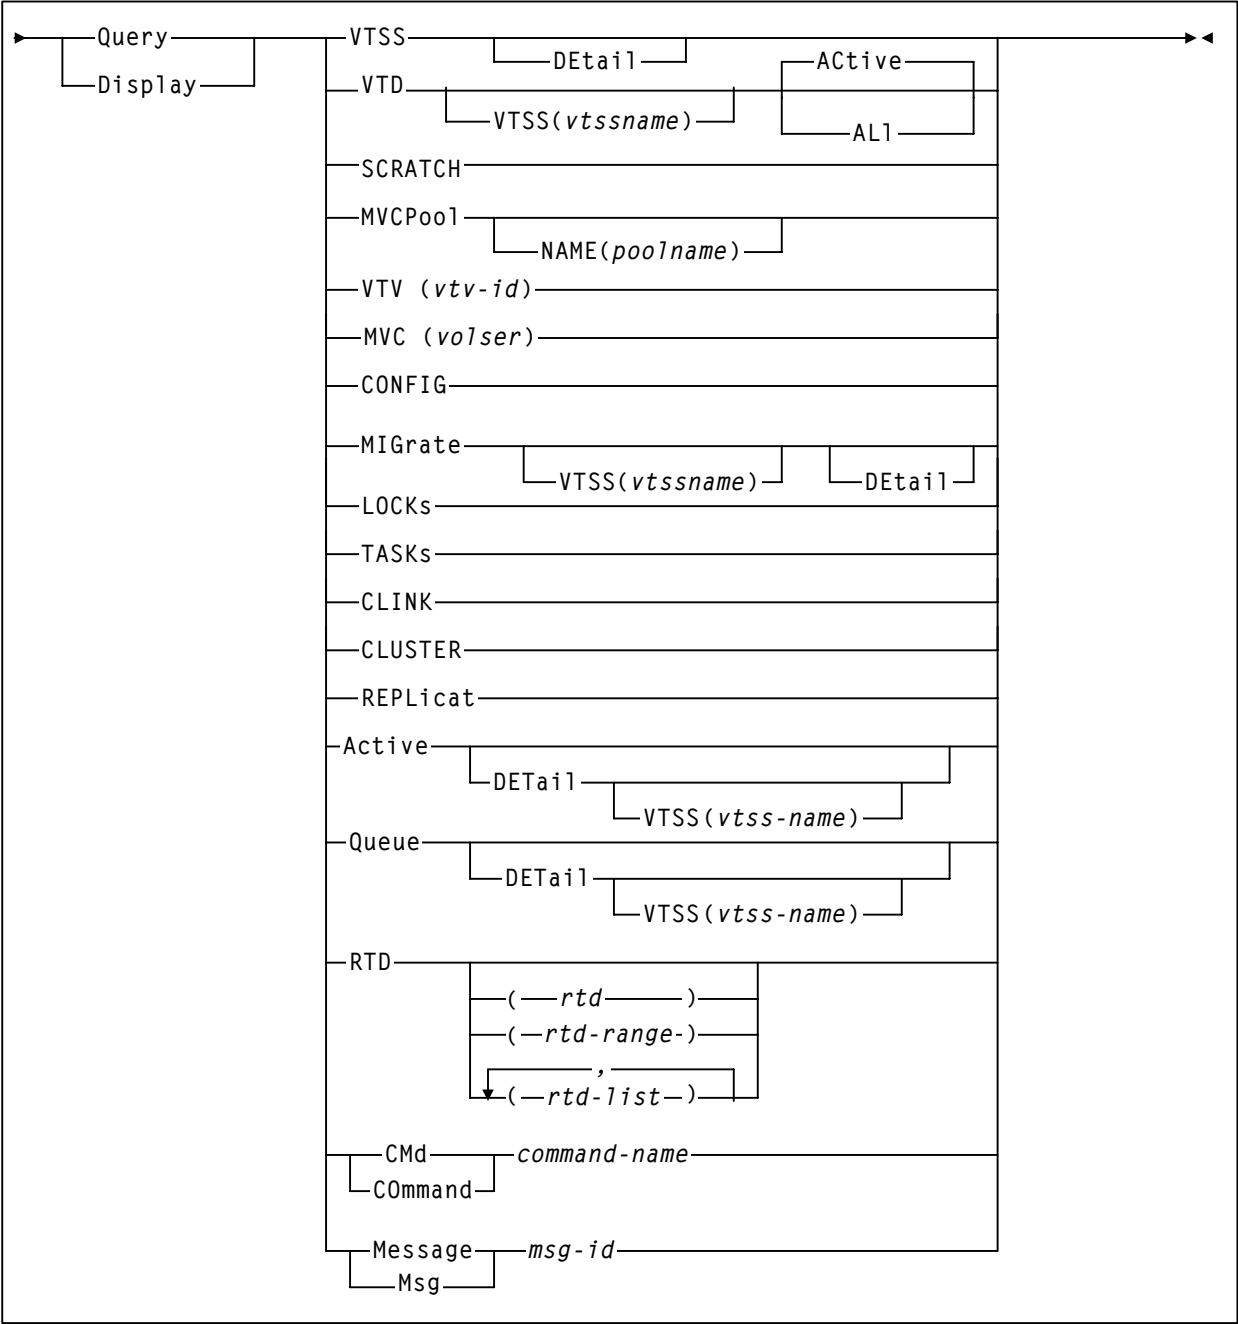 Query
Display
VTSS
DEtail
VTD
VTSS(vtssname)
ACtive
ALl
SCRATCH
MVCPool
NAME(poolname)
VTV (vtv-id)
MVC (volser)
CONFIG
MIGrate
VTSS(vtssname)
DEtail
LOCKs
TASKs
CLINK
CLUSTER
REPLicat
Active
DETail
VTSS(vtss-name)
Queue
DETail
VTSS(vtss-name)
RTD
( rtd )
( rtd-range- )
,
( rtd-list )
CMd
COmmand
command-name
Message
Msg
msg-id